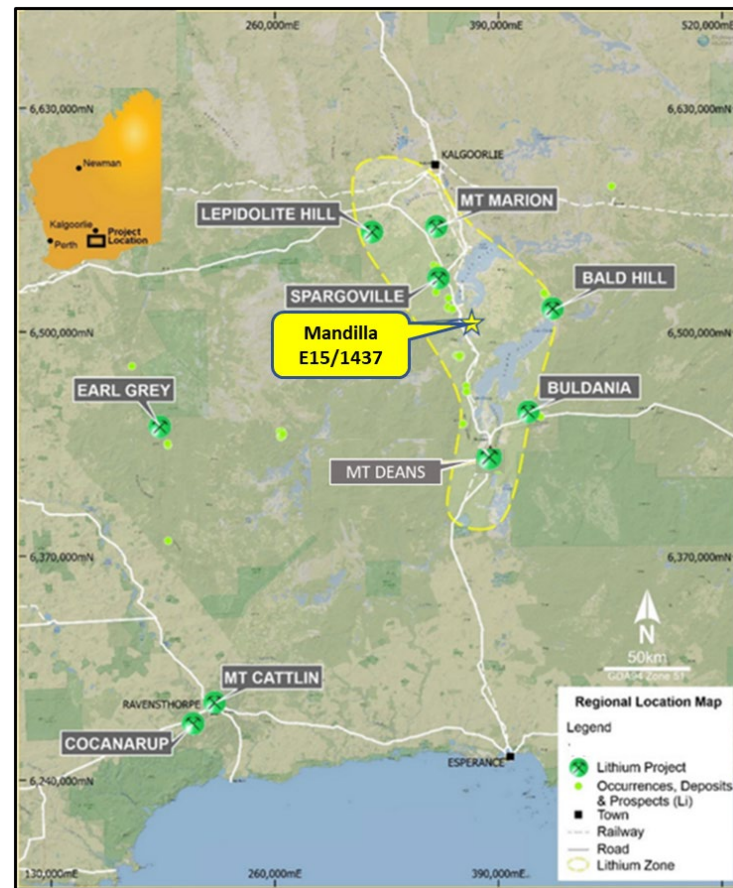 260,000mE
390,000mE
520,000mE
6,630,000mN
6,630,000mN
Newman
Kalgoorlie
Perth
Project
Location
KALGOORLIE
LEPIDOLITE HILL
MT MARION
SPARGOVILLE
BALD HILL
Mandilla
E15/1437
6,500,000mN
6,500,000mN
EARL GREY
BULDANIA
MT DEANS
6,370,000mN
6,370,000mN
N
50km
GDA94 Zone 51
MT CATTLIN
RAVENSTHORPE
COCANARUP
ESPERANCE
6,240,000mN
130,000mE
260,000mE
390,000mE
Regional Location Map
Legend
Lithium Project
Occurrences, Deposits
& Prospects (Li)
Town
Railway
Road
Lithium Zone